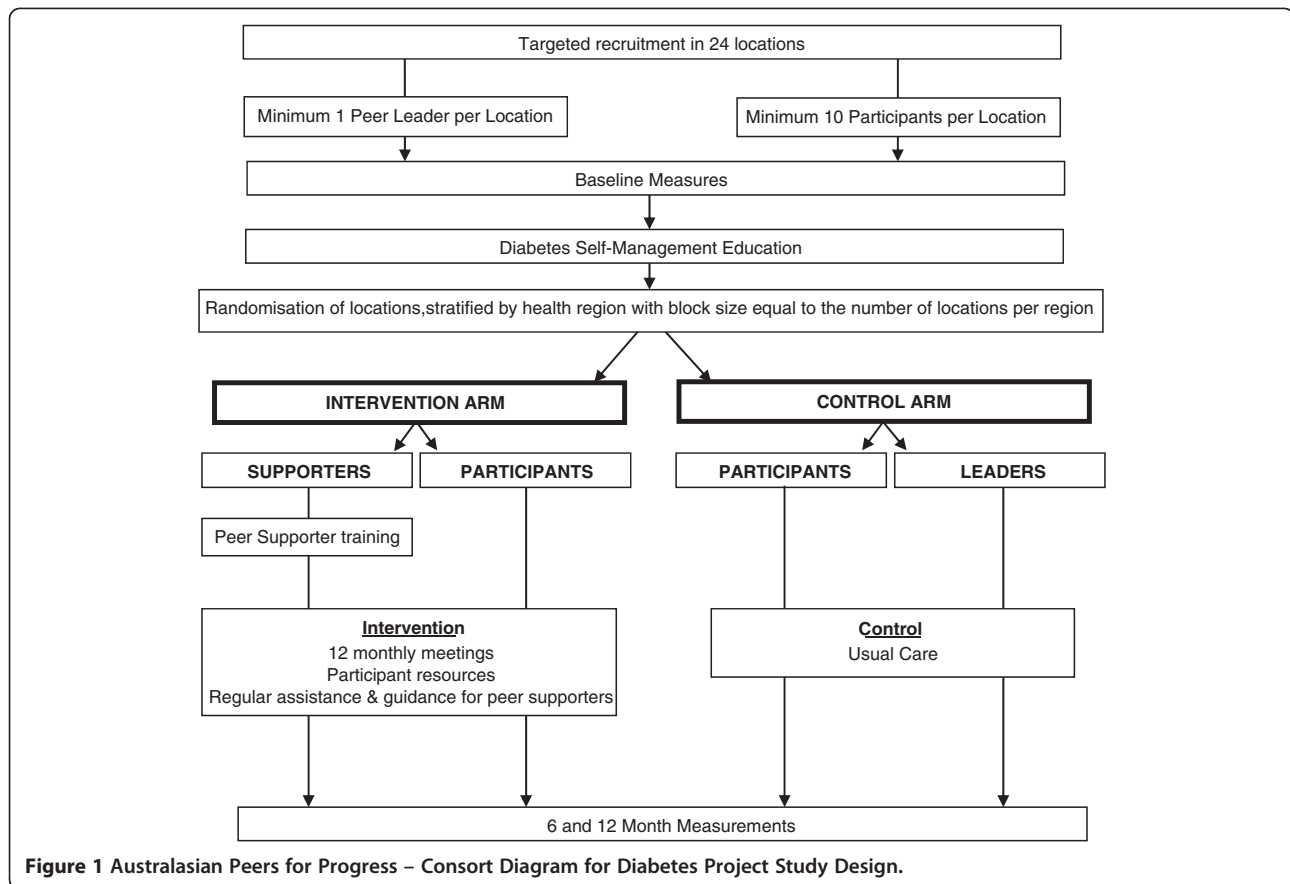 Targeted recruitment in 24 locations
Minimum 1 Peer Leader per Location
Minimum 10 Participants per Location
Baseline Measures
Diabetes Self-Management Education
Randomisation of locations,stratified by health region with block size equal to the number of locations per region
INTERVENTION ARM
CONTROL ARM
SUPPORTERS
PARTICIPANTS
PARTICIPANTS
LEADERS
Peer Supporter training
Intervention
12 monthly meetings
Participant resources
Regular assistance & guidance for peer supporters
Control
Usual Care
6 and 12 Month Measurements
Figure 1 Australasian Peers for Progress – Consort Diagram for Diabetes Project Study Design.